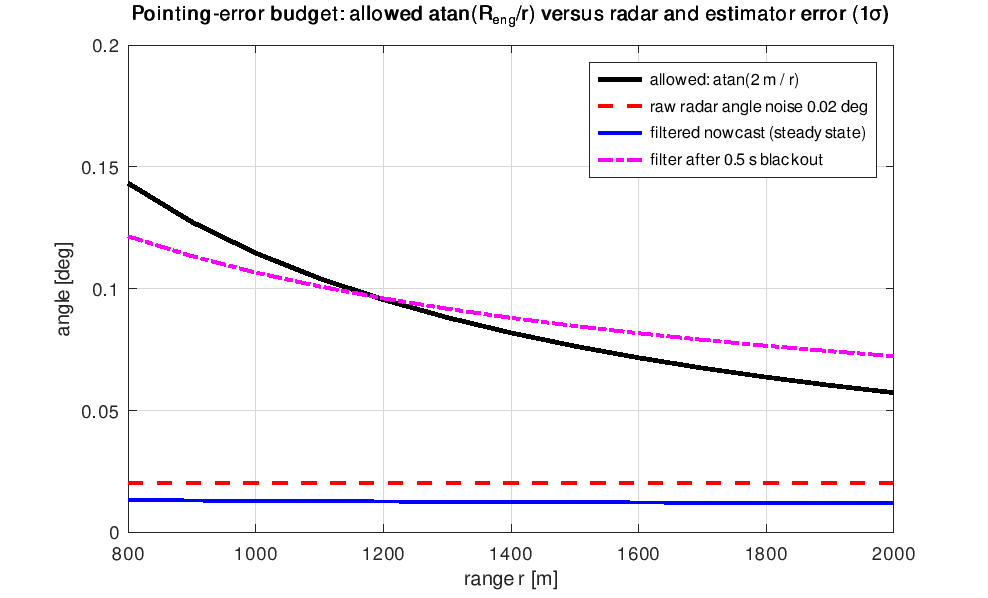 Pointing-error budget: allowed atan(R_eng/r) versus radar and estimator error (1σ)
allowed: atan(2 m / r)
raw radar angle noise 0.02 deg
filtered nowcast (steady state)
filter after 0.5 s blackout
angle [deg]
0.2
0.15
0.1
0.05
0
800 1000 1200 1400 1600 1800 2000
range r [m]